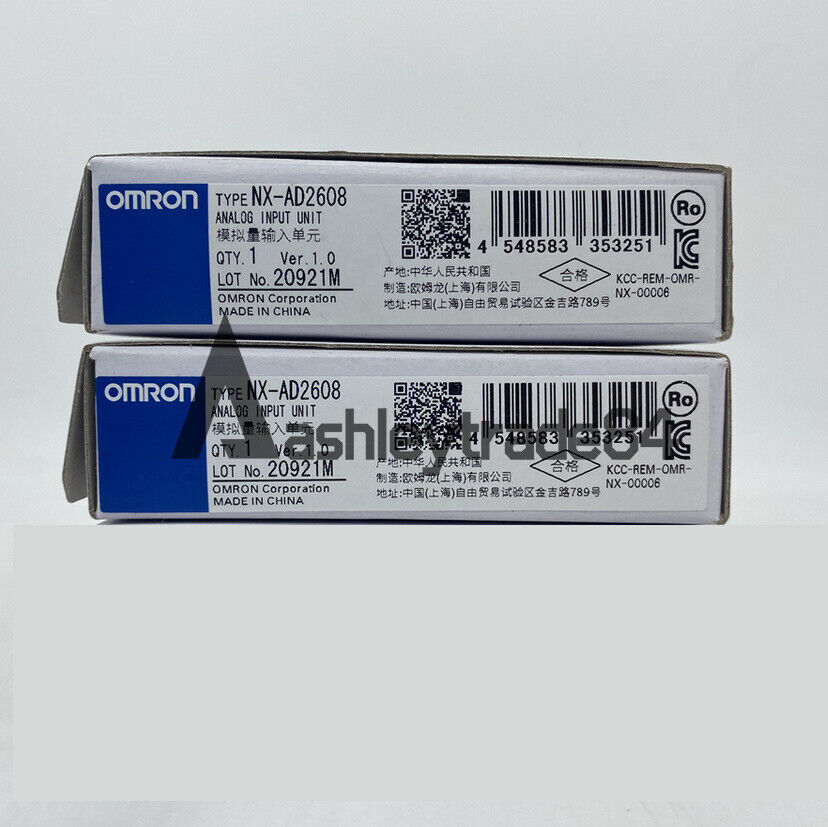 OMRON
TYPE NX-AD2608
ANALOG INPUT UNIT
模拟量输入单元
QTY. 1 Ver.1.0
LOT No. 20921M
OMRON Corporation
MADE IN CHINA
4 548583 353251
产地:中华人民共和国
制造:欧姆龙(上海)有限公司
地址:中国(上海)自由贸易试验区金吉路789号
合格
Ro
KCC-REM-OMR-
NX-00006
OMRON
TYPE NX-AD2608
ANALOG INPUT UNIT
模拟量输入单元
QTY. 1 Ver.1.0
LOT No. 20921M
OMRON Corporation
MADE IN CHINA
4 548583 353251
产地:中华人民共和国
制造:欧姆龙(上海)有限公司
地址:中国(上海)自由贸易试验区金吉路789号
合格
Ro
KCC-REM-OMR-
NX-00006
ashleytrade84